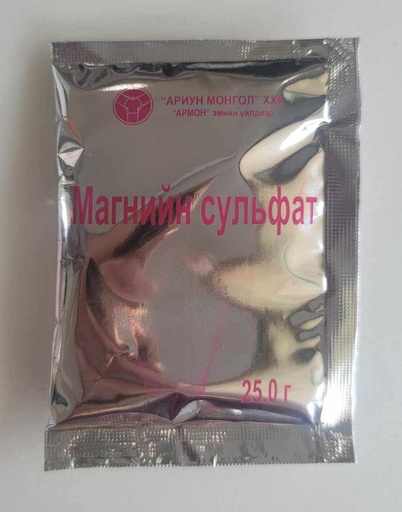 "АРИУН МОНГОЛ" ХХК
"АРМОН" эмийн үйлдвэр
Магнийн сульфат
25.0 г